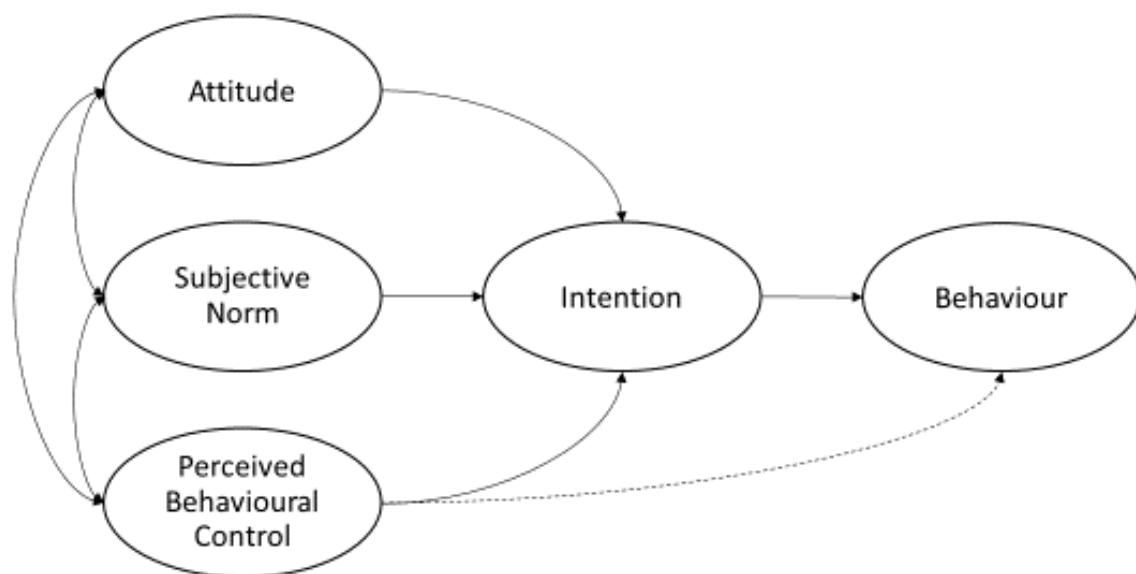 Attitude
Subjective
Norm
Intention
Behaviour
Perceived
Behavioural
Control